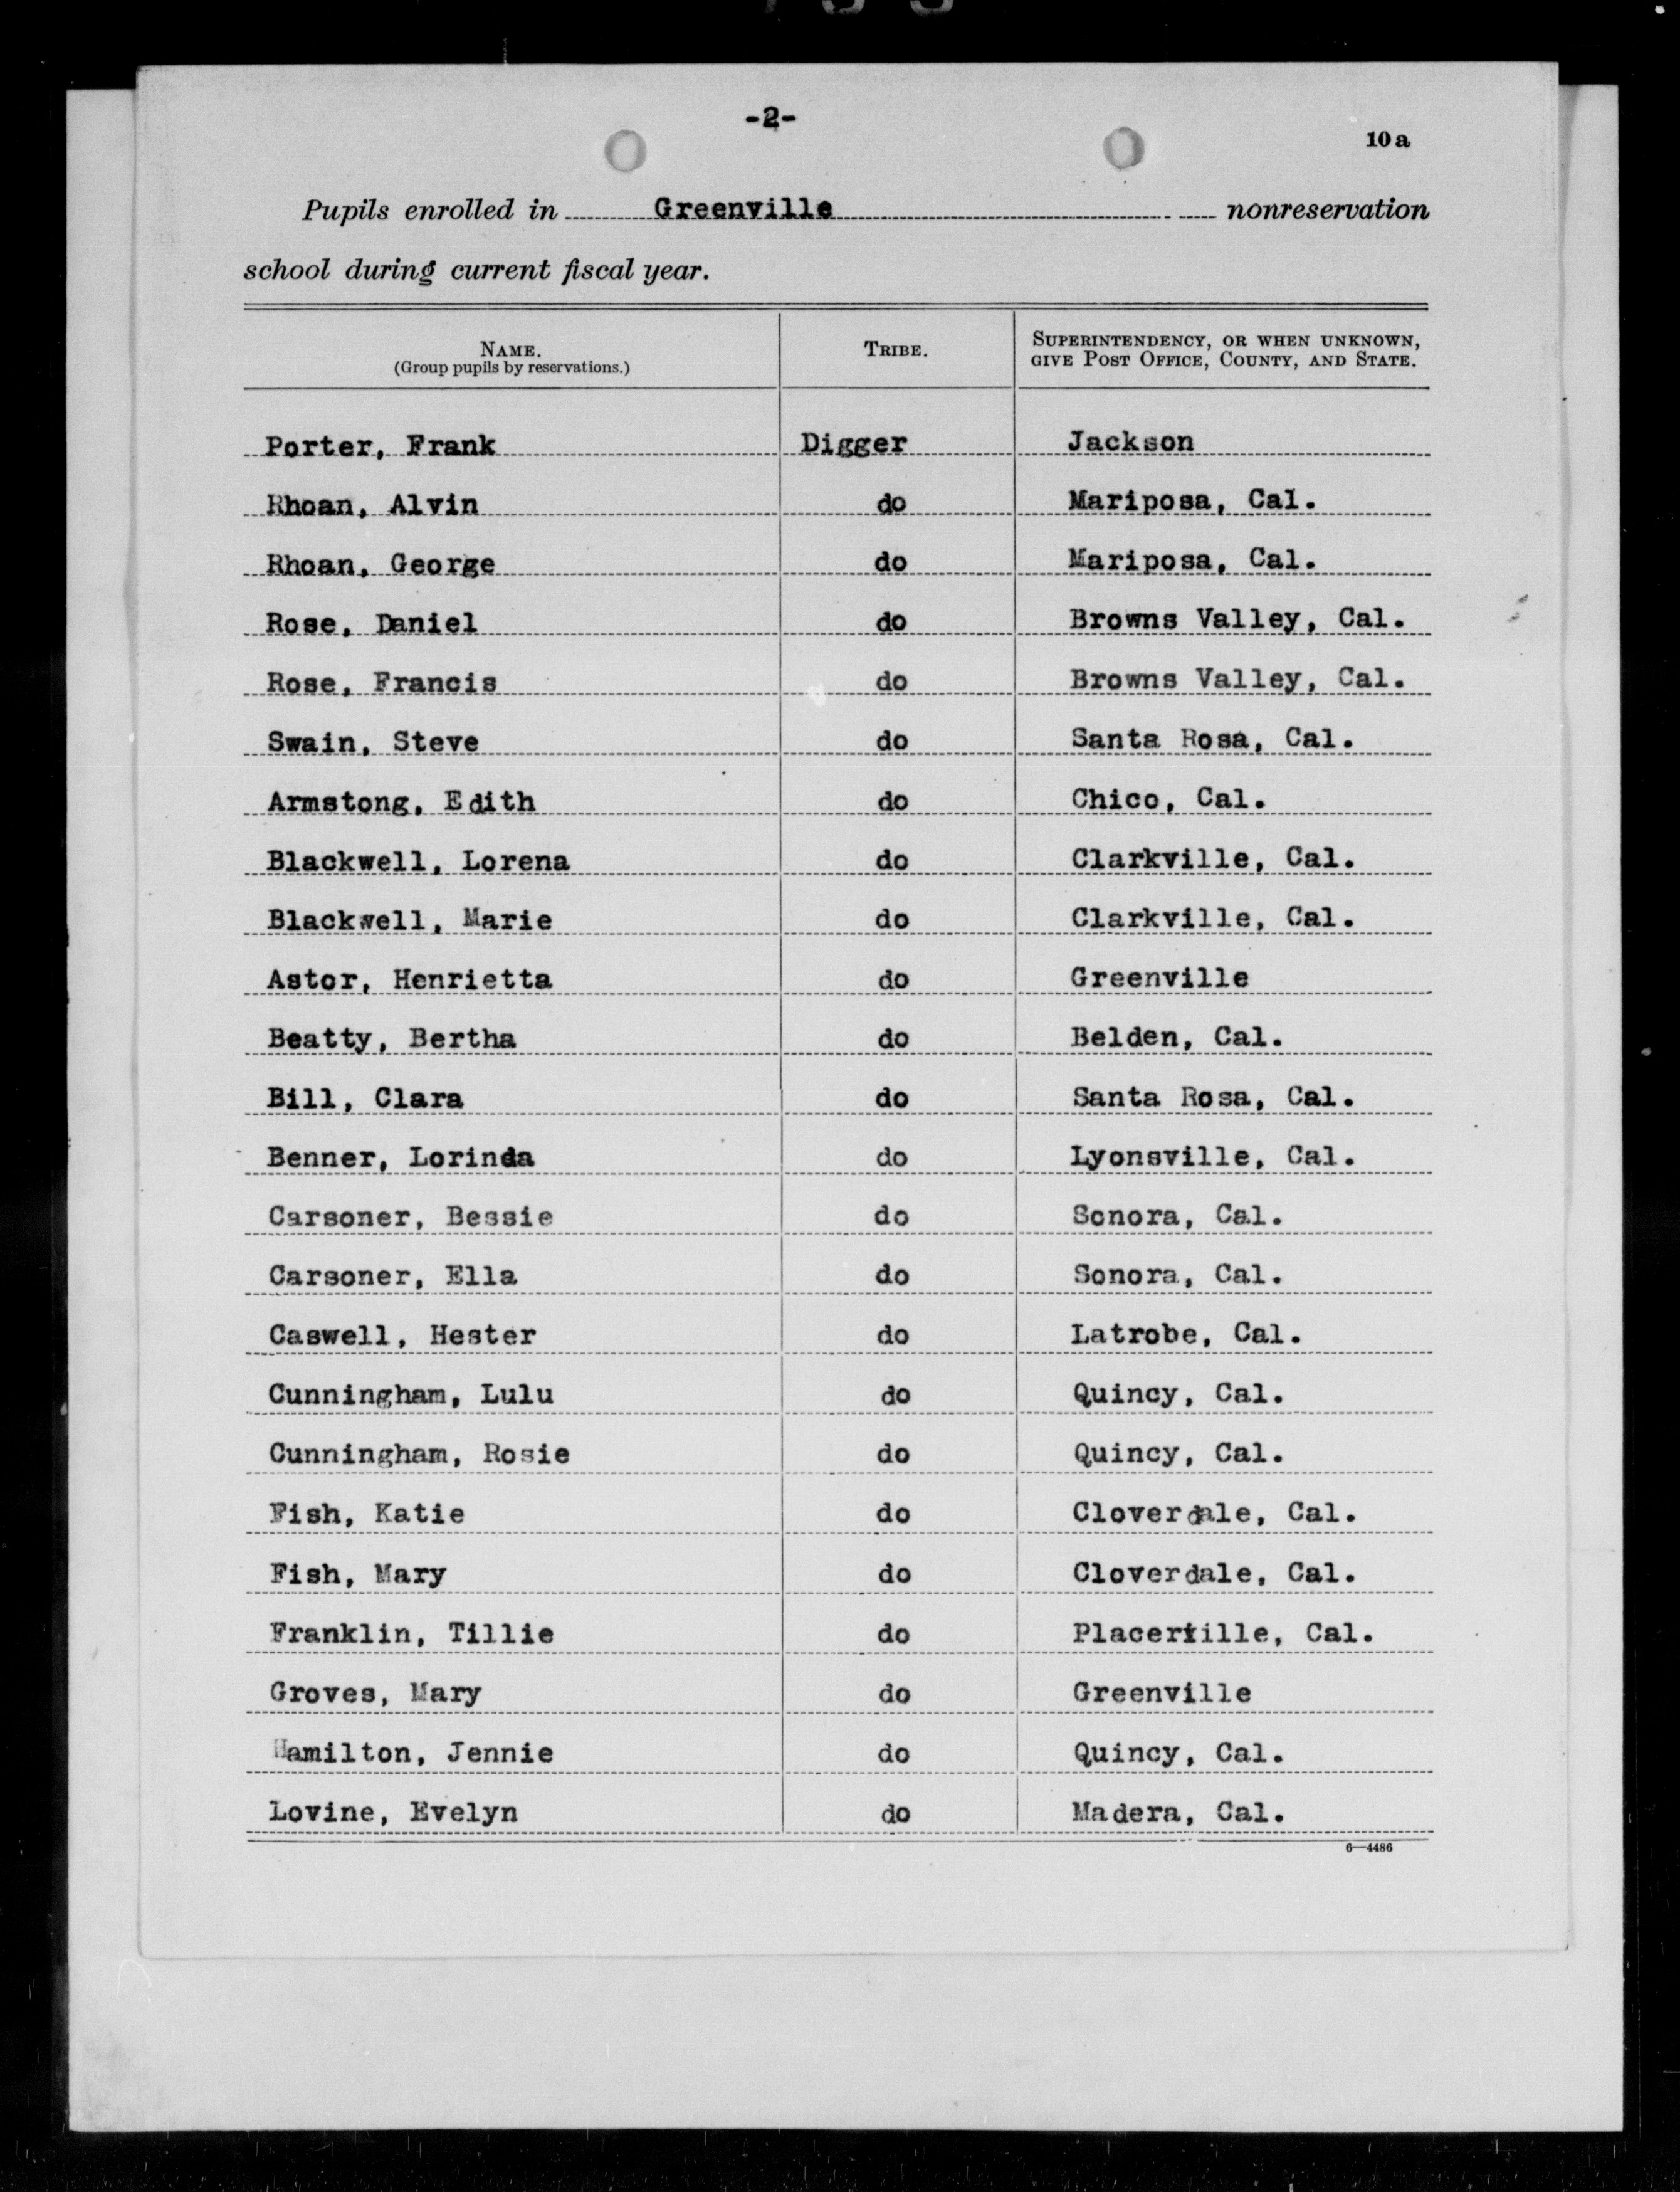 -2-
10a
Pupils enrolled in Greenville nonreservation
school during current fiscal year.
NAME. TRIBE. SUPERINTENDENCY, OR WHEN UNKNOWN,
(Group pupils by reservations.) GIVE POST OFFICE, COUNTY, AND STATE.
Porter, Frank Digger Jackson
Rhoan, Alvin do Mariposa, Cal.
Rhoan, George do Mariposa, Cal.
Rose, Daniel do Browns Valley, Cal.
Rose, Francis do Browns Valley, Cal.
Swain, Steve do Santa Rosa, Cal.
Armstong, Edith do Chico, Cal.
Blackwell, Lorena do Clarkville, Cal.
Blackwell, Marie do Clarkville, Cal.
Astor, Henrietta do Greenville
Beatty, Bertha do Belden, Cal.
Bill, Clara do Santa Rosa, Cal.
Benner, Lorinda do Lyonsville, Cal.
Carsoner, Bessie do Sonora, Cal.
Carsoner, Ella do Sonora, Cal.
Caswell, Hester do Latrobe, Cal.
Cunningham, Lulu do Quincy, Cal.
Cunningham, Rosie do Quincy, Cal.
Fish, Katie do Cloverdale, Cal.
Fish, Mary do Cloverdale, Cal.
Franklin, Tillie do Cal.
Groves, Mary do Greenville
Hamilton, Jennie do Quincy, Cal.
Lovine, Evelyn do Madera, Cal.
6—4486